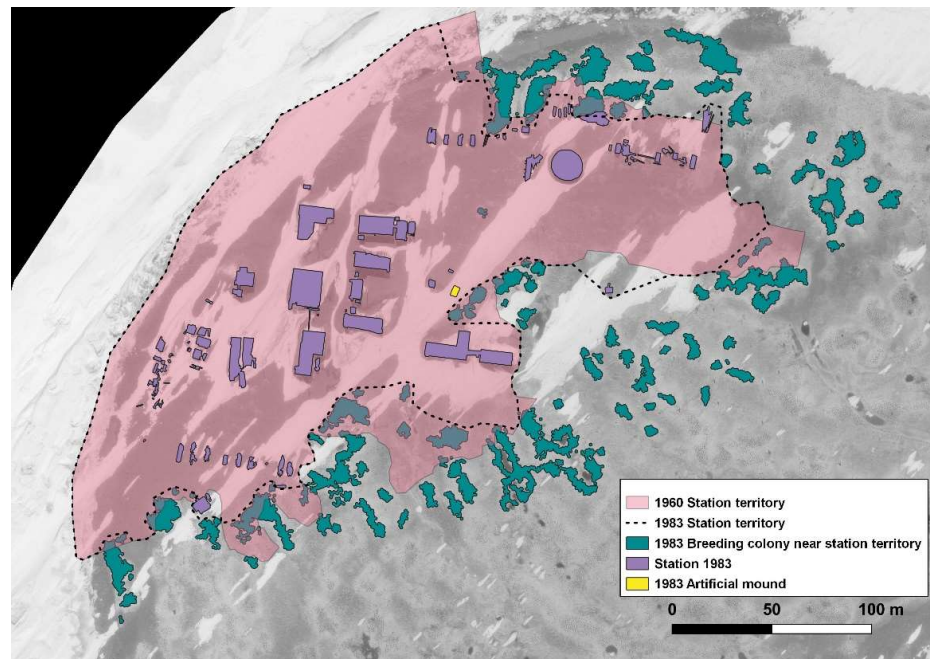 1960 Station territory
1983 Station territory
1983 Breeding colony near station territory
Station 1983
1983 Artificial mound
0 50 100 m